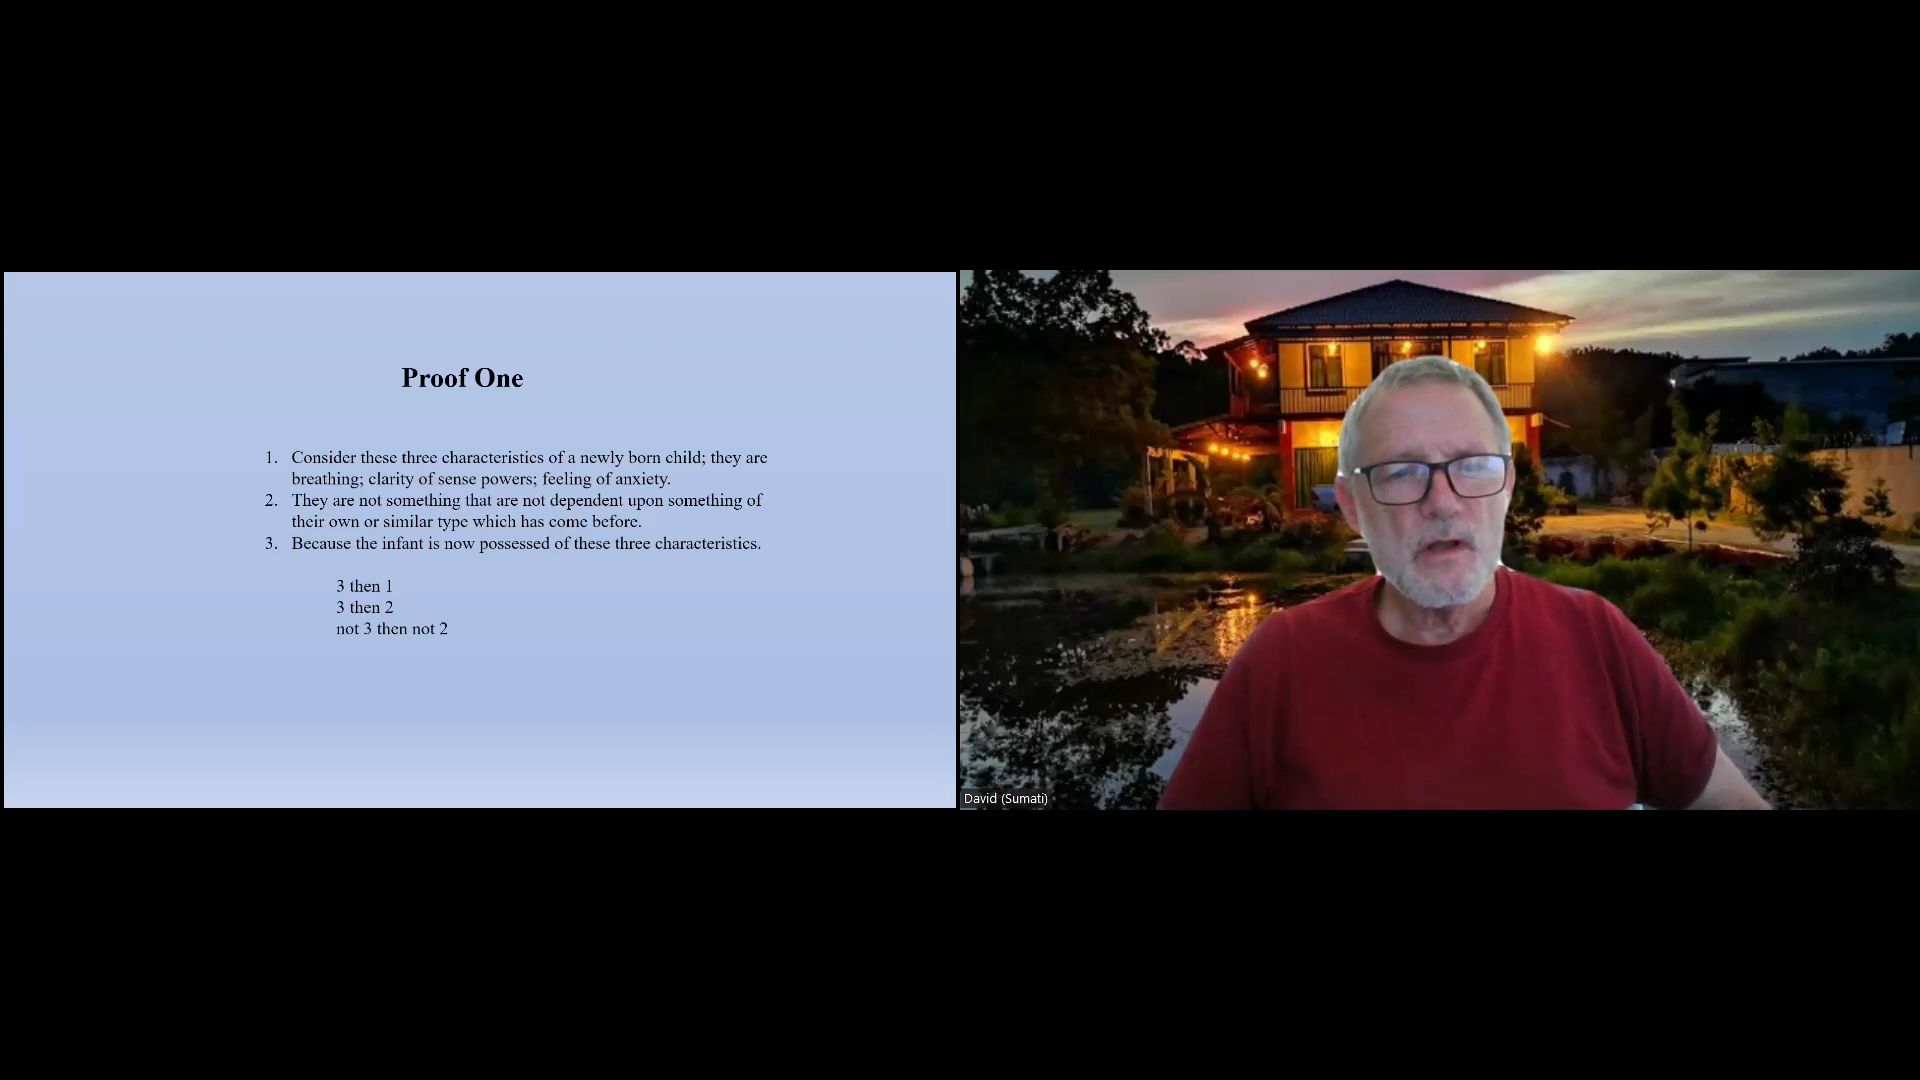 Proof One
1. Consider these three characteristics of a newly born child; they are
breathing; clarity of sense powers; feeling of anxiety.
2. They are not something that are not dependent upon something of
their own or similar type which has come before.
3. Because the infant is now possessed of these three characteristics.
3 then 1
3 then 2
not 3 then not 2
David (Sumati)